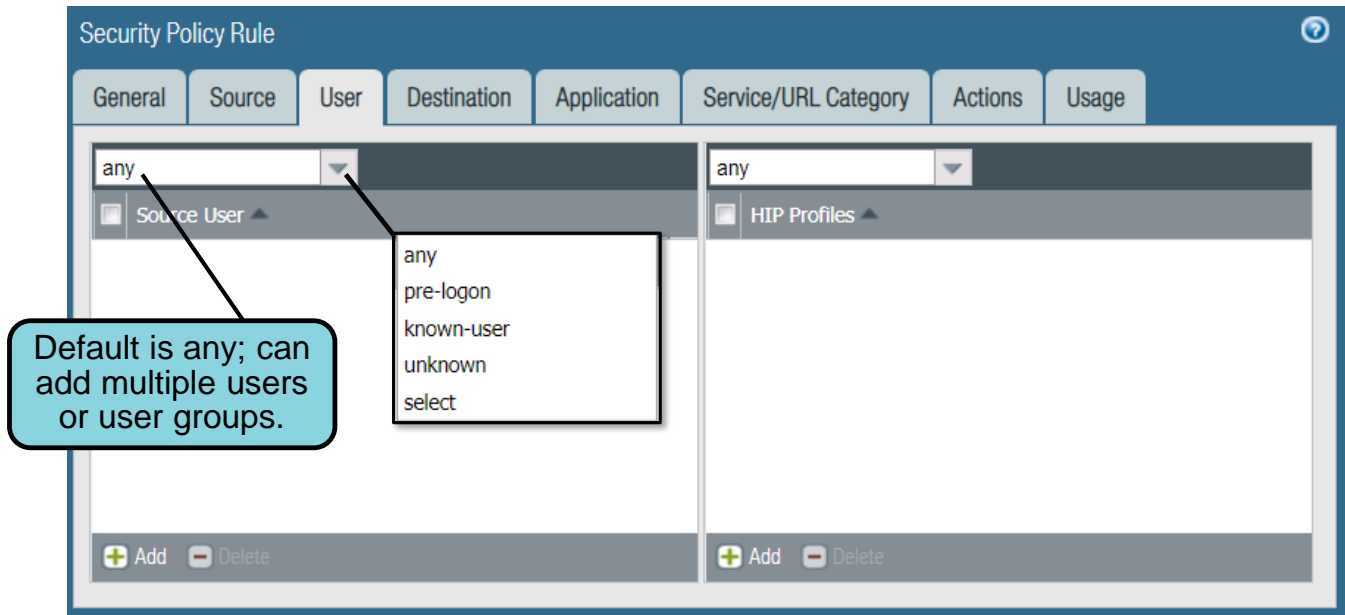 Security Policy Rule
General Source User Destination Application Service/URL Category Actions Usage
any
Source User
any
pre-logon
known-user
unknown
select
Default is any; can
add multiple users
or user groups.
Add Delete
any
HIP Profiles
Add Delete